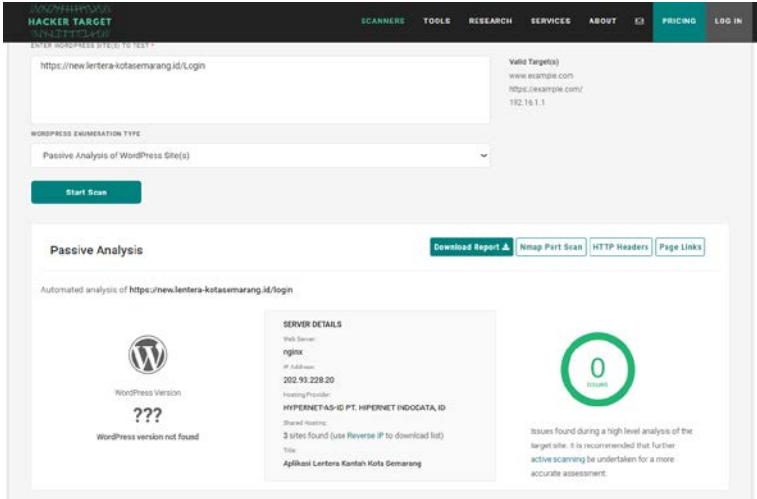 HACKER TARGET
SCANNERS TOOLS RESEARCH SERVICES ABOUT PRICING LOG IN
ENTER WORDPRESS SITE(S) TO TEST *
https://new.lertera-kotasemarang.id/Login
Valid Target(s)
www.example.com
https://example.com/
192.16.1.1
WORDPRESS ENUMERATION TYPE
Passive Analysis of WordPress Site(s)
Start Scan
Passive Analysis
Download Report
Nmap Port Scan
HTTP Headers
Page Links
Automated analysis of https://new.lentera-kotasemarang.id/login
WordPress Version
???
WordPress version not found
SERVER DETAILS
Web Server:
nginx
IP Address:
202.93.228.20
Hosting Provider:
HYPERNET-AS-ID PT. HIPERNET INDODATA, ID
Shared Hosting:
3 sites found (use Reverse IP to download list)
Title:
Aplikasi Lentera Kantah Kota Semarang
0
Issues
Issues found during a high level analysis of the
target site. It is recommended that further
active scanning be undertaken for a more
accurate assessment.